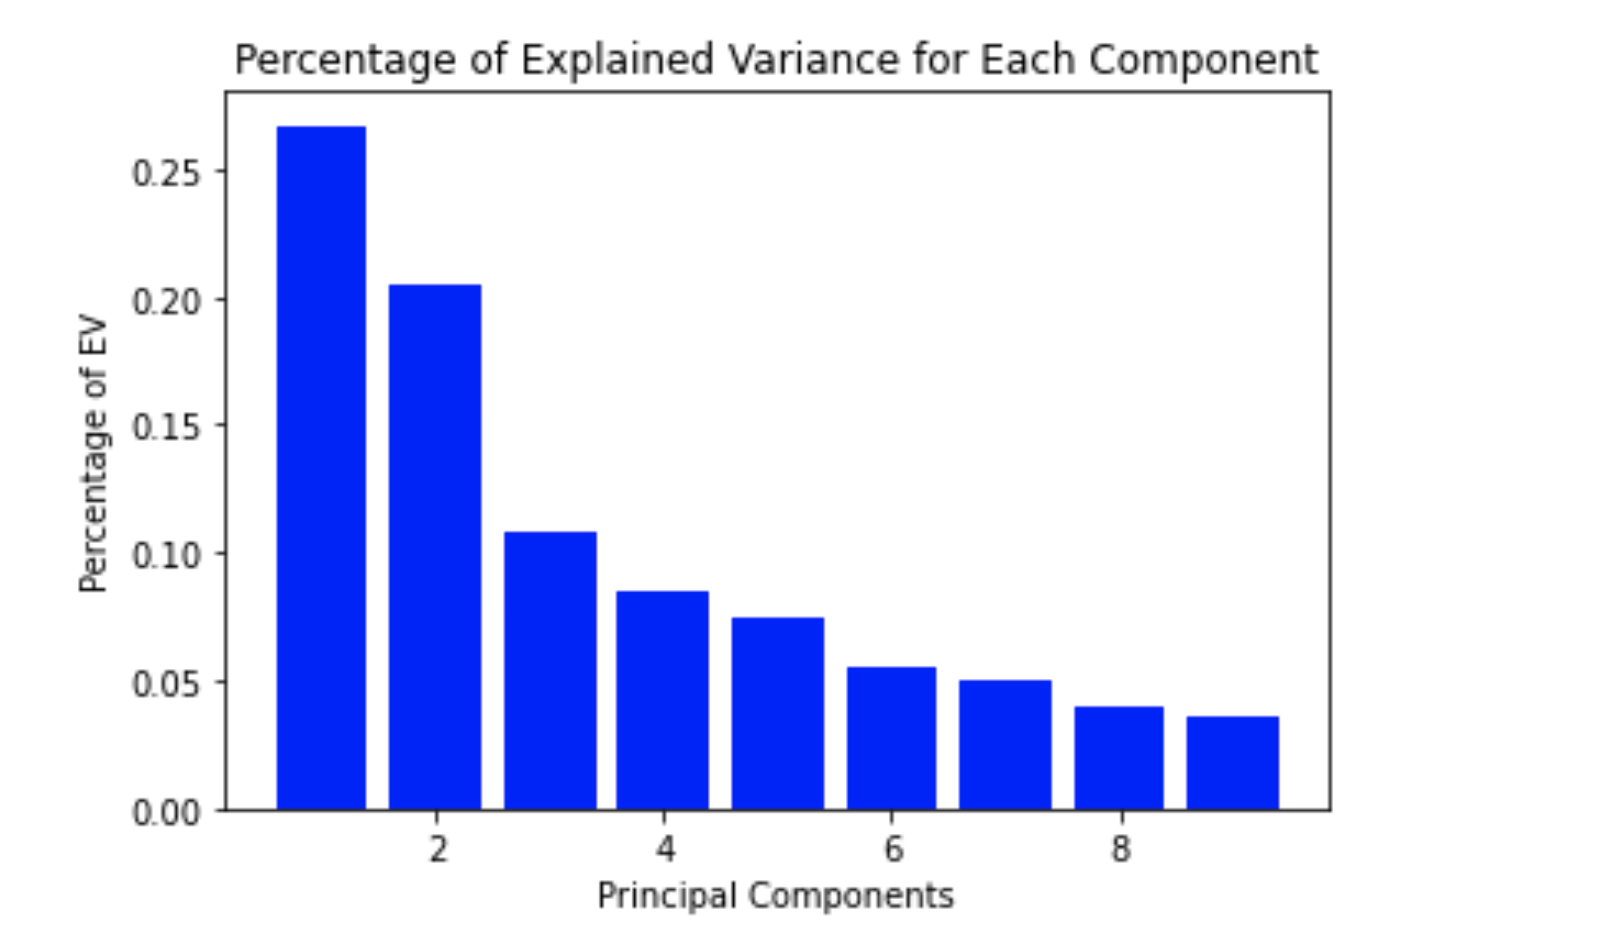 Percentage of Explained Variance for Each Component
0.25
0.20
0.15
0.10
0.05
0.00
Percentage of EV
2 4 6 8
Principal Components